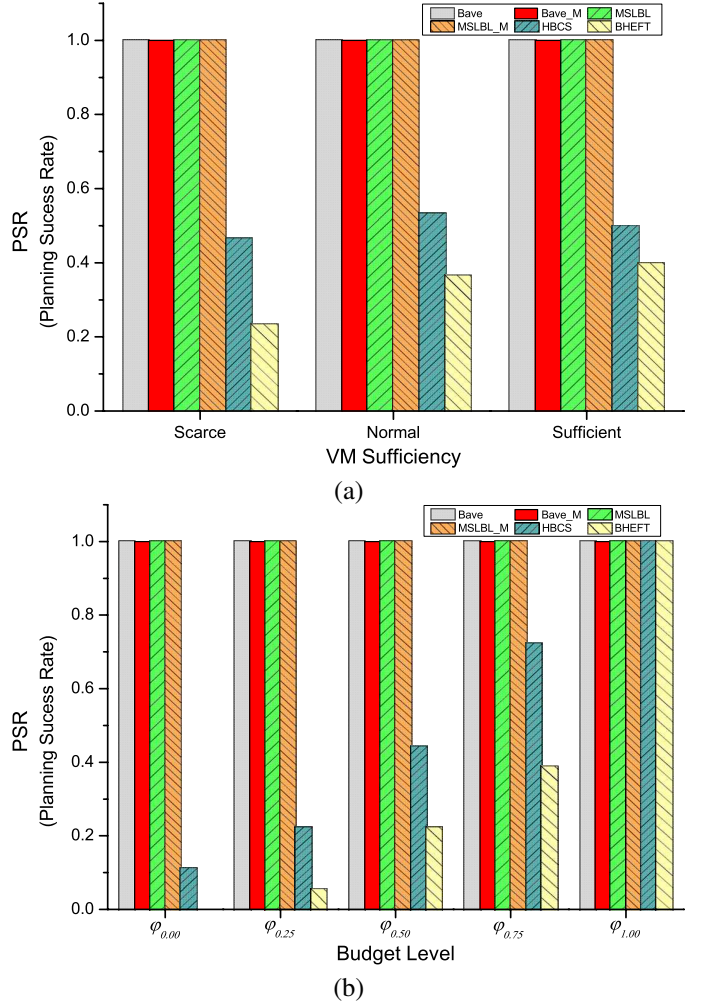 Bave Bave_M MSLBL
MSLBL_M HBCS BHEFT
1.0
0.8
0.6
0.4
0.2
0.0
PSR
(Planning Sucess Rate)
Scarce Normal Sufficient
VM Sufficiency
(a)
Bave Bave_M MSLBL
MSLBL_M HBCS BHEFT
1.0
0.8
0.6
0.4
0.2
0.0
PSR
(Planning Sucess Rate)
φ0.00 φ0.25 φ0.50 φ0.75 φ1.00
Budget Level
(b)